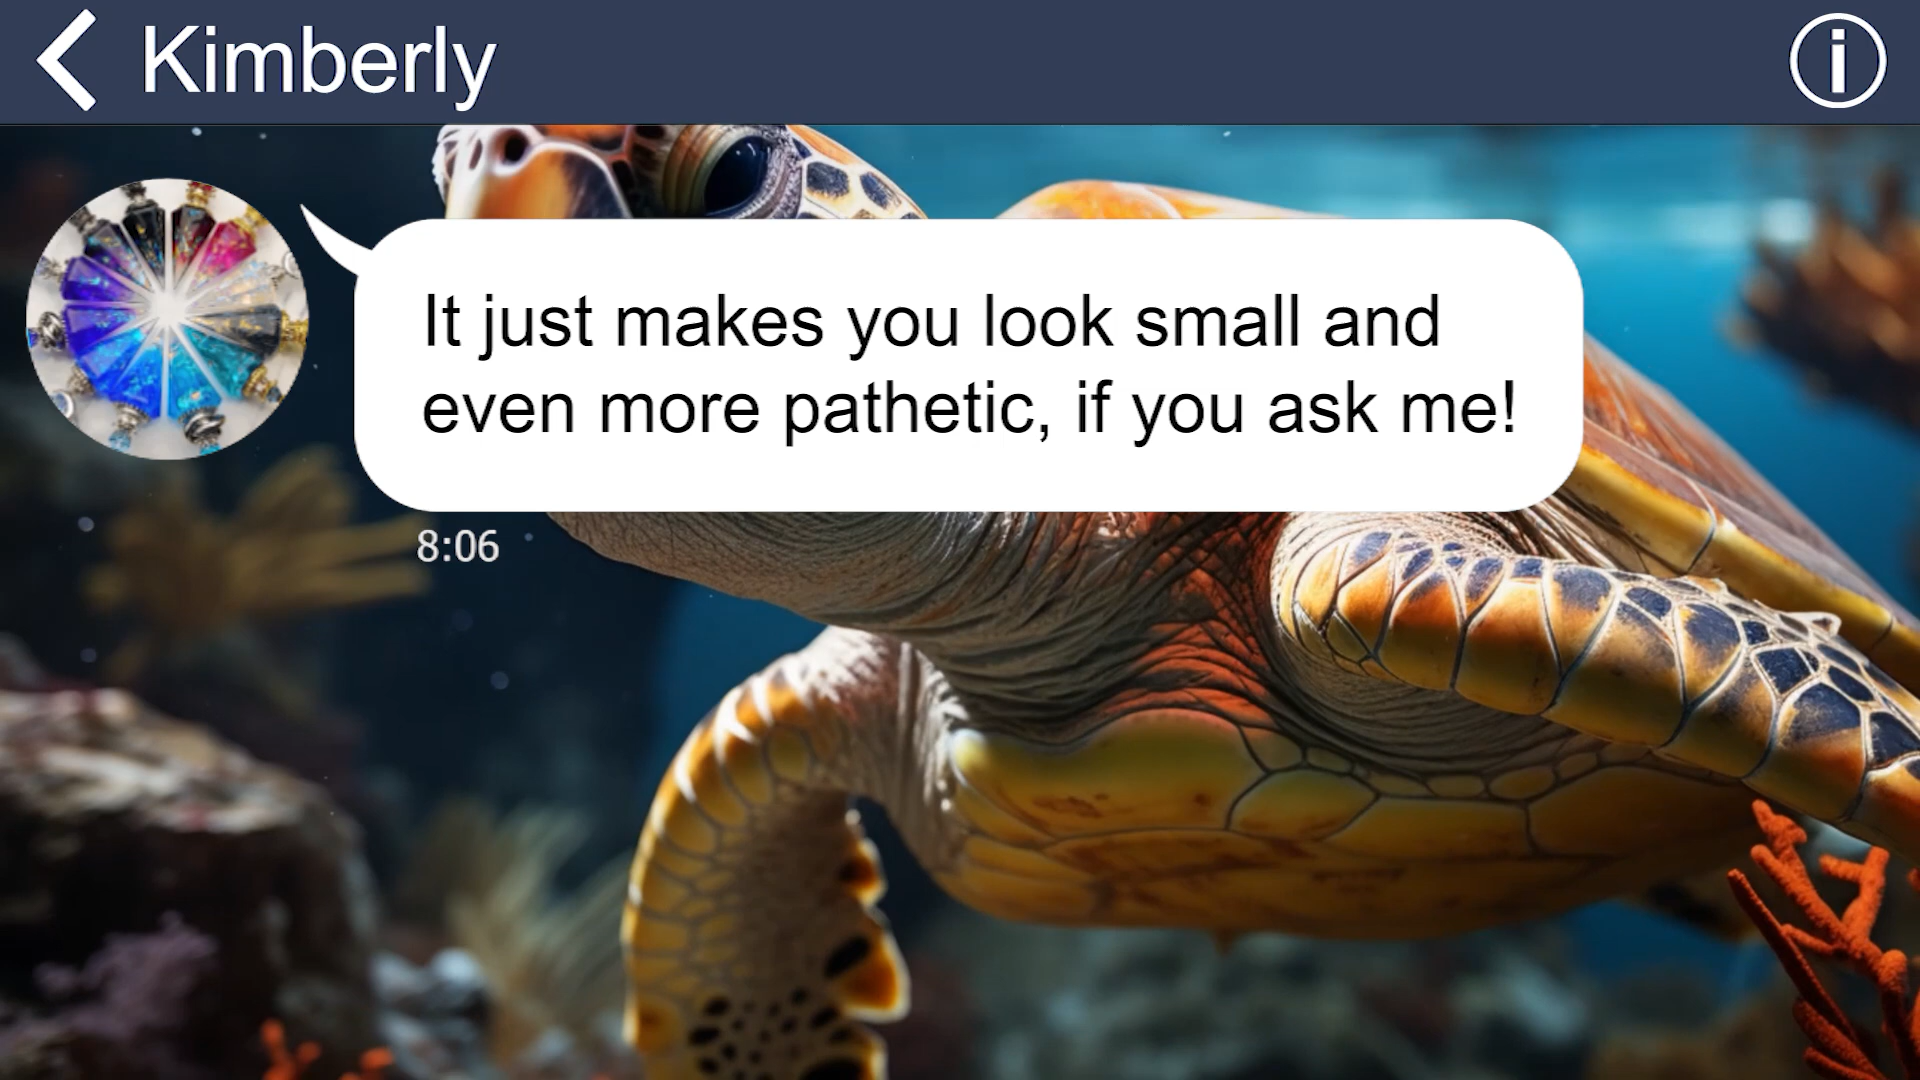 Kimberly
It just makes you look small and
even more pathetic, if you ask me!
8:06